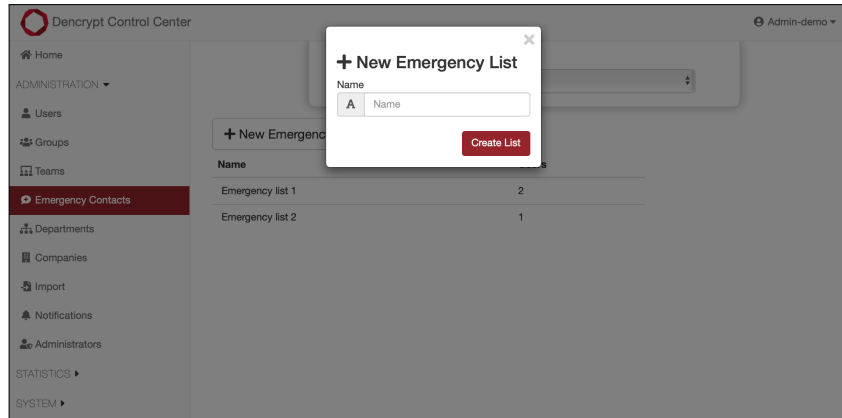 Dencrypt Control Center
Admin-demo
Home
ADMINISTRATION
Users
Groups
Teams
Emergency Contacts
Departments
Companies
Import
Notifications
Administrators
STATISTICS
SYSTEM
×
+ New Emergency List
Name
A Name
Create List
+ New Emergenc
Name
Emergency list 1 2
Emergency list 2 1